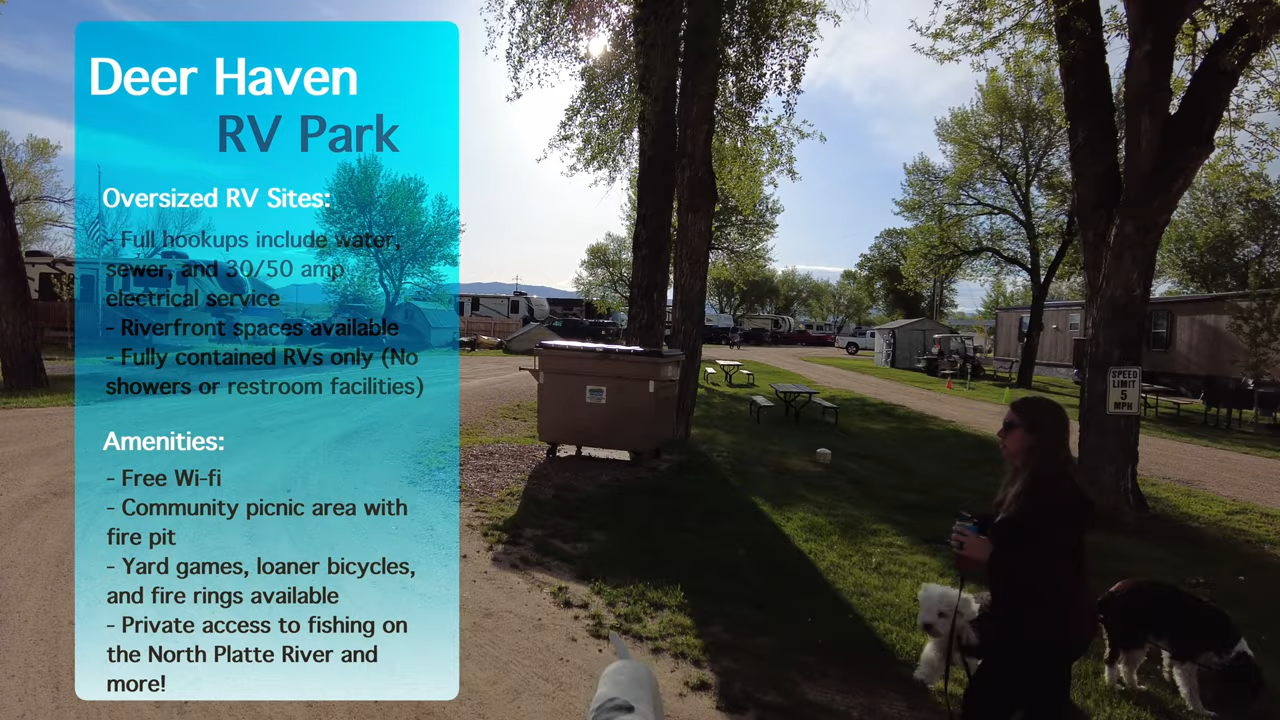 Deer Haven
RV Park
Oversized RV Sites:
- Full hookups include water,
sewer, and 30/50 amp
electrical service
- Riverfront spaces available
- Fully contained RVs only (No
showers or restroom facilities)
Amenities:
- Free Wi-fi
- Community picnic area with
fire pit
- Yard games, loaner bicycles,
and fire rings available
- Private access to fishing on
the North Platte River and
more!
SPEED
LIMIT
5
MPH